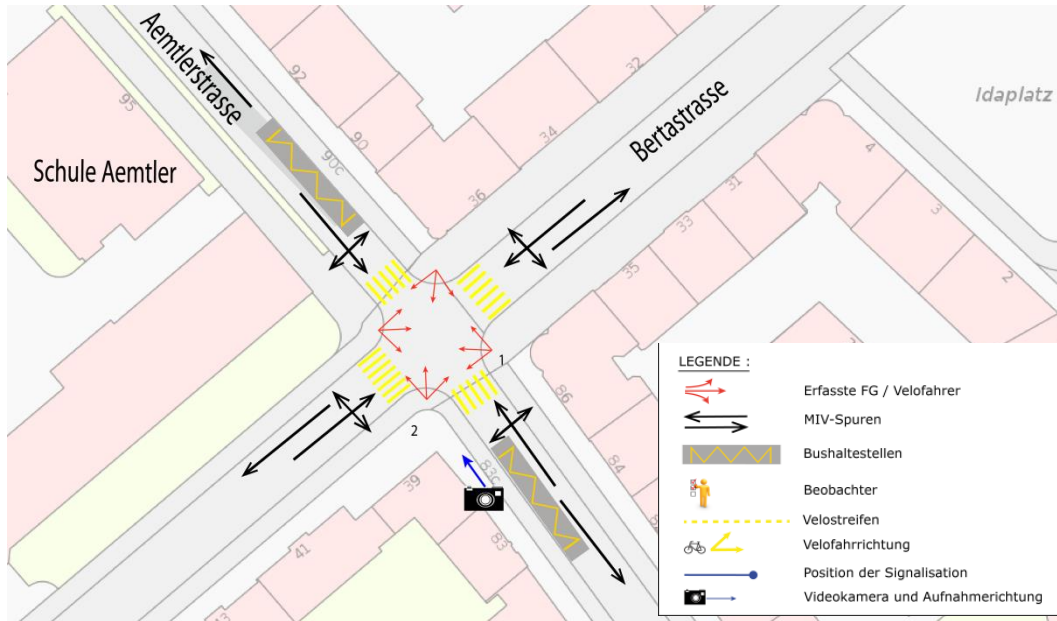 Aemtlerstrasse
92
32
Idaplatz
95
90
34
Bertastrasse
4
90c
Schule Aemtler
36
31
3
33
2
35
1
86
2
39
83c
84
41
83
43
LEGENDE :
Erfasste FG / Velofahrer
MIV-Spuren
Bushaltestellen
Beobachter
Velostreifen
Velofahrrichtung
Position der Signalisation
Videokamera und Aufnahmerichtung